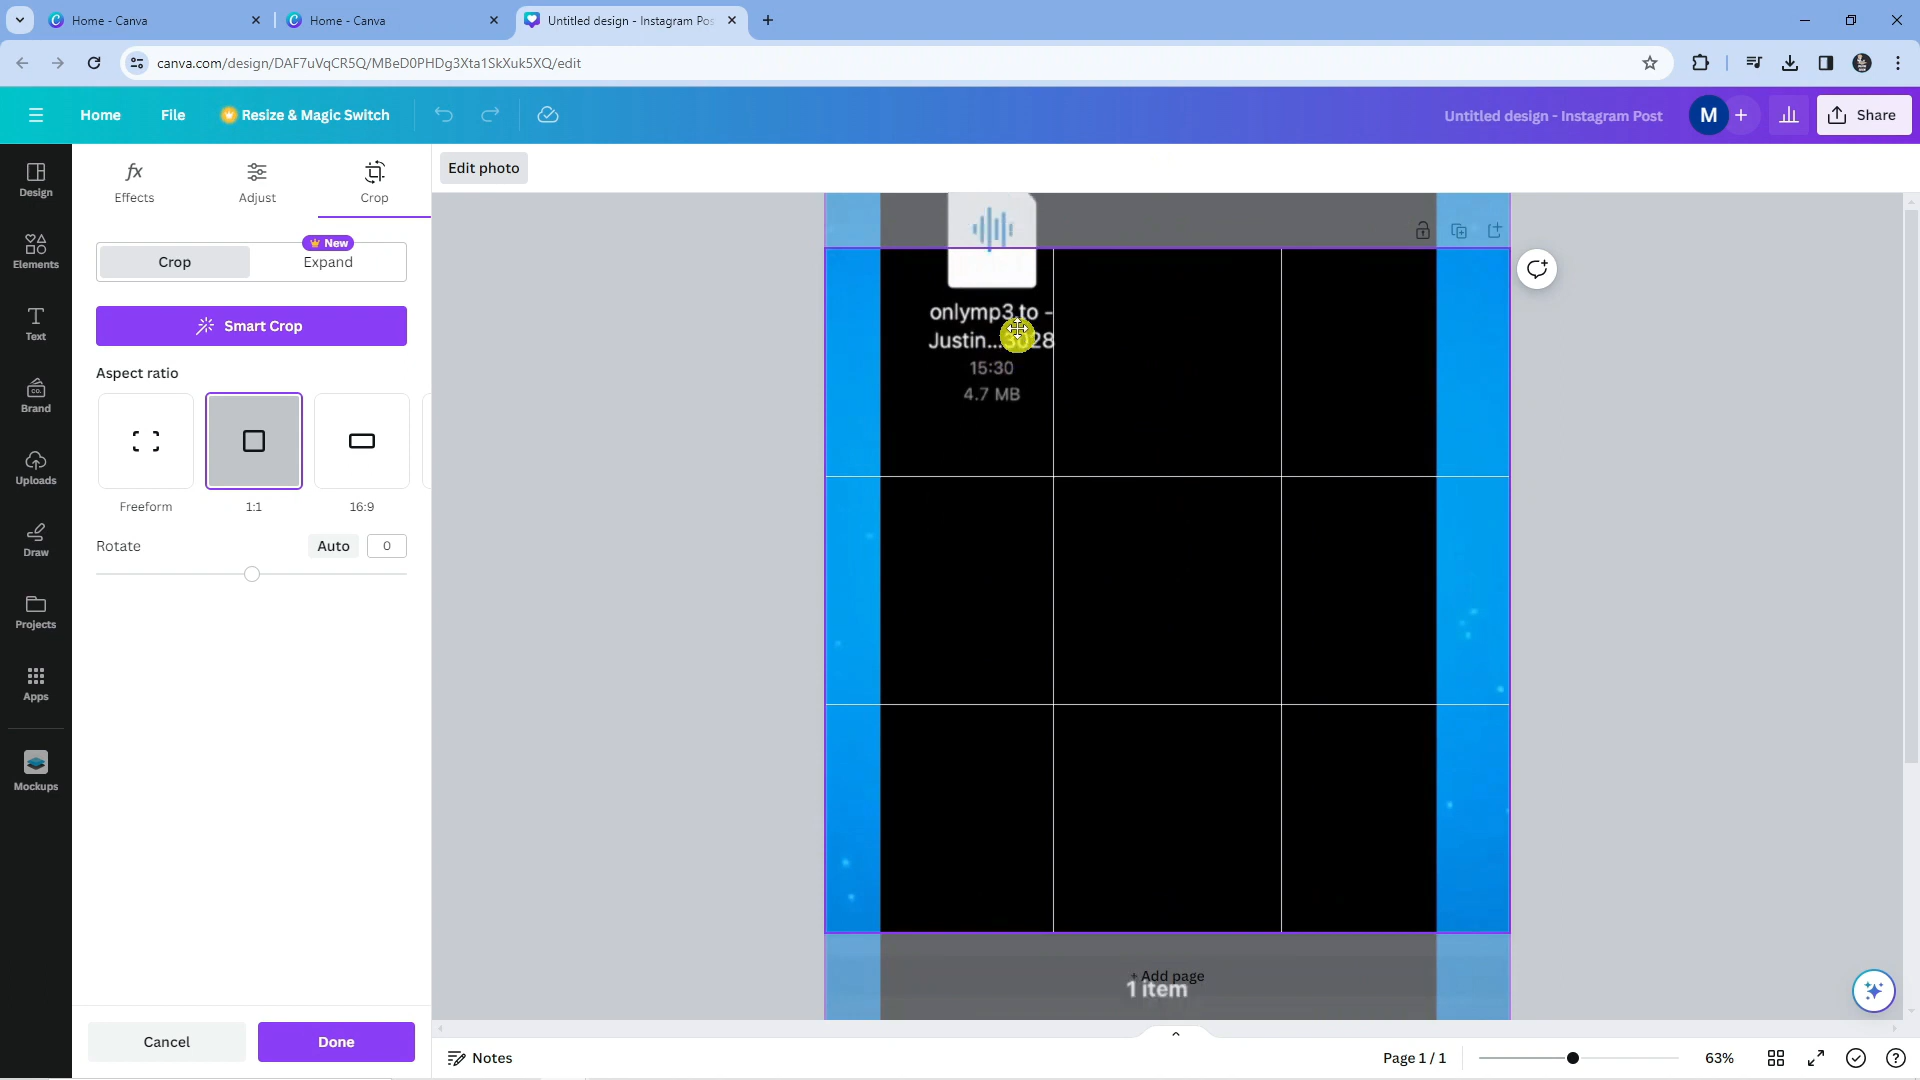 Home - Canva
Home - Canva
Untitled design - Instagram Pos
canva.com/design/DAF7uVqCR5Q/MBeD0PHDg3Xta1SkXuk5XQ/edit
Home
File
Resize & Magic Switch
Untitled design - Instagram Post
M
+
Share
Design
Elements
Text
Brand
Uploads
Draw
Projects
Apps
Mockups
fx
Effects
Adjust
Crop
Crop
New
Expand
Smart Crop
Aspect ratio
Freeform
1:1
16:9
Rotate
Auto
0
Cancel
Done
Edit photo
onlymp3.to -
Justin...3028
15:30
4.7 MB
+ Add page
1 item
Notes
Page 1 / 1
63%